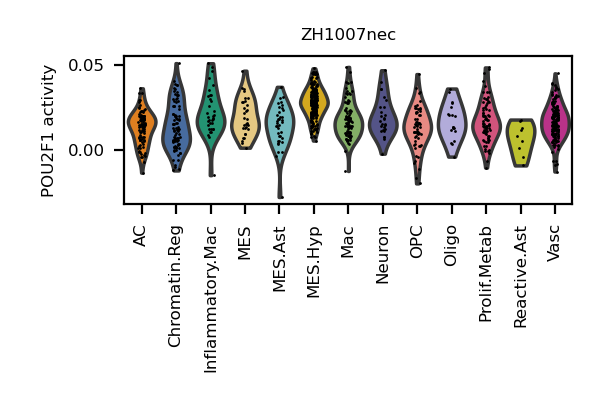 ZH1007nec
POU2F1 activity
0.05
0.00
AC
Chromatin.Reg
Inflammatory.Mac
MES
MES.Ast
MES.Hyp
Mac
Neuron
OPC
Oligo
Prolif.Metab
Reactive.Ast
Vasc